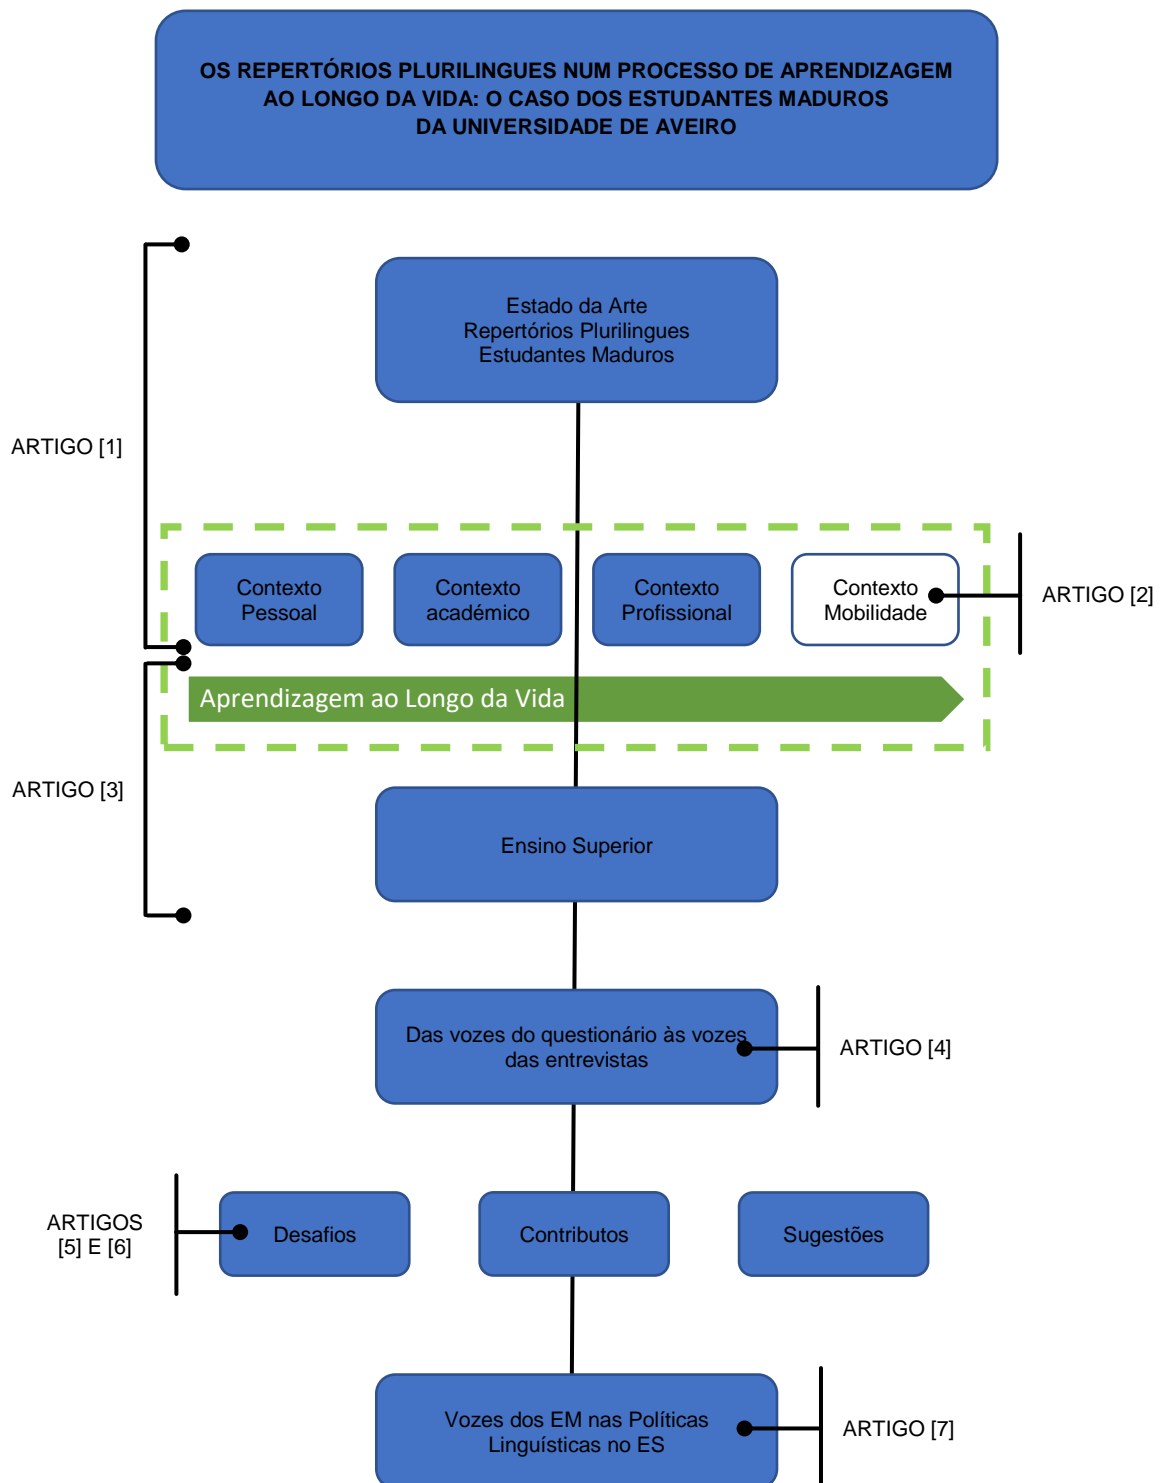 OS REPERTÓRIOS PLURILINGUES NUM PROCESSO DE APRENDIZAGEM
AO LONGO DA VIDA: O CASO DOS ESTUDANTES MADUROS
DA UNIVERSIDADE DE AVEIRO
Estado da Arte
Repertórios Plurilingues
Estudantes Maduros
ARTIGO [1]
Contexto
Pessoal
Contexto
académico
Contexto
Profissional
Contexto
Mobilidade
ARTIGO [2]
Aprendizagem ao Longo da Vida
ARTIGO [3]
Ensino Superior
Das vozes do questionário às vozes
das entrevistas
ARTIGO [4]
ARTIGOS
[5] E [6]
Desafios
Contributos
Sugestões
Vozes dos EM nas Políticas
Linguísticas no ES
ARTIGO [7]